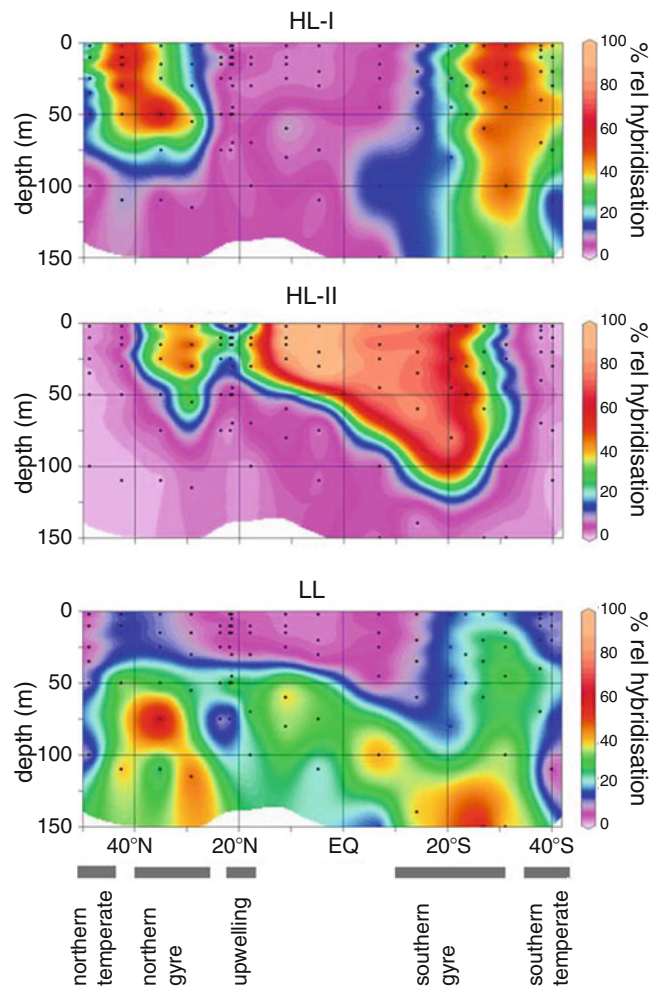 HL-I
0
50
100
150
depth (m)
100
80
60
40
20
0
% rel hybridisation
HL-II
0
50
100
150
depth (m)
100
80
60
40
20
0
% rel hybridisation
LL
0
50
100
150
depth (m)
100
80
60
40
20
0
% rel hybridisation
40°N 20°N EQ 20°S 40°S
northern
temperate
northern
gyre
upwelling
southern
gyre
southern
temperate